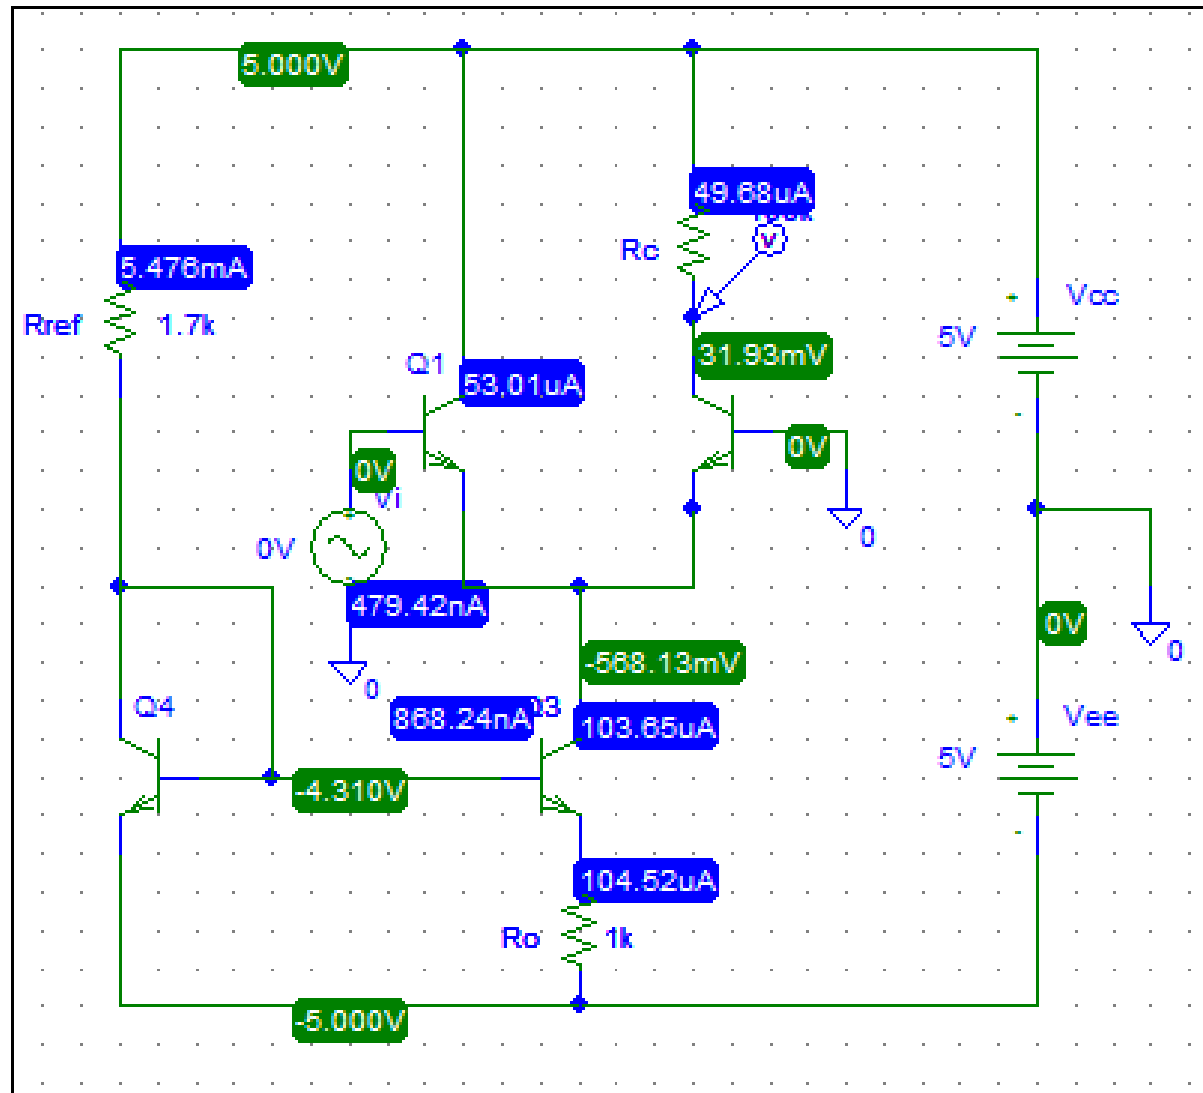 5.000V
49.68uA
Rc
V
5.476mA
+
Vcc
Rref
1.7k
5V
31.93mV
Q1
53.01uA
-
0V
0V
Vi
0
0V
479.42nA
0V
0
-568.13mV
0
Q4
868.24nA
103.65uA
+
Vee
5V
-4.310V
-
104.52uA
Ro
1k
-5.000V